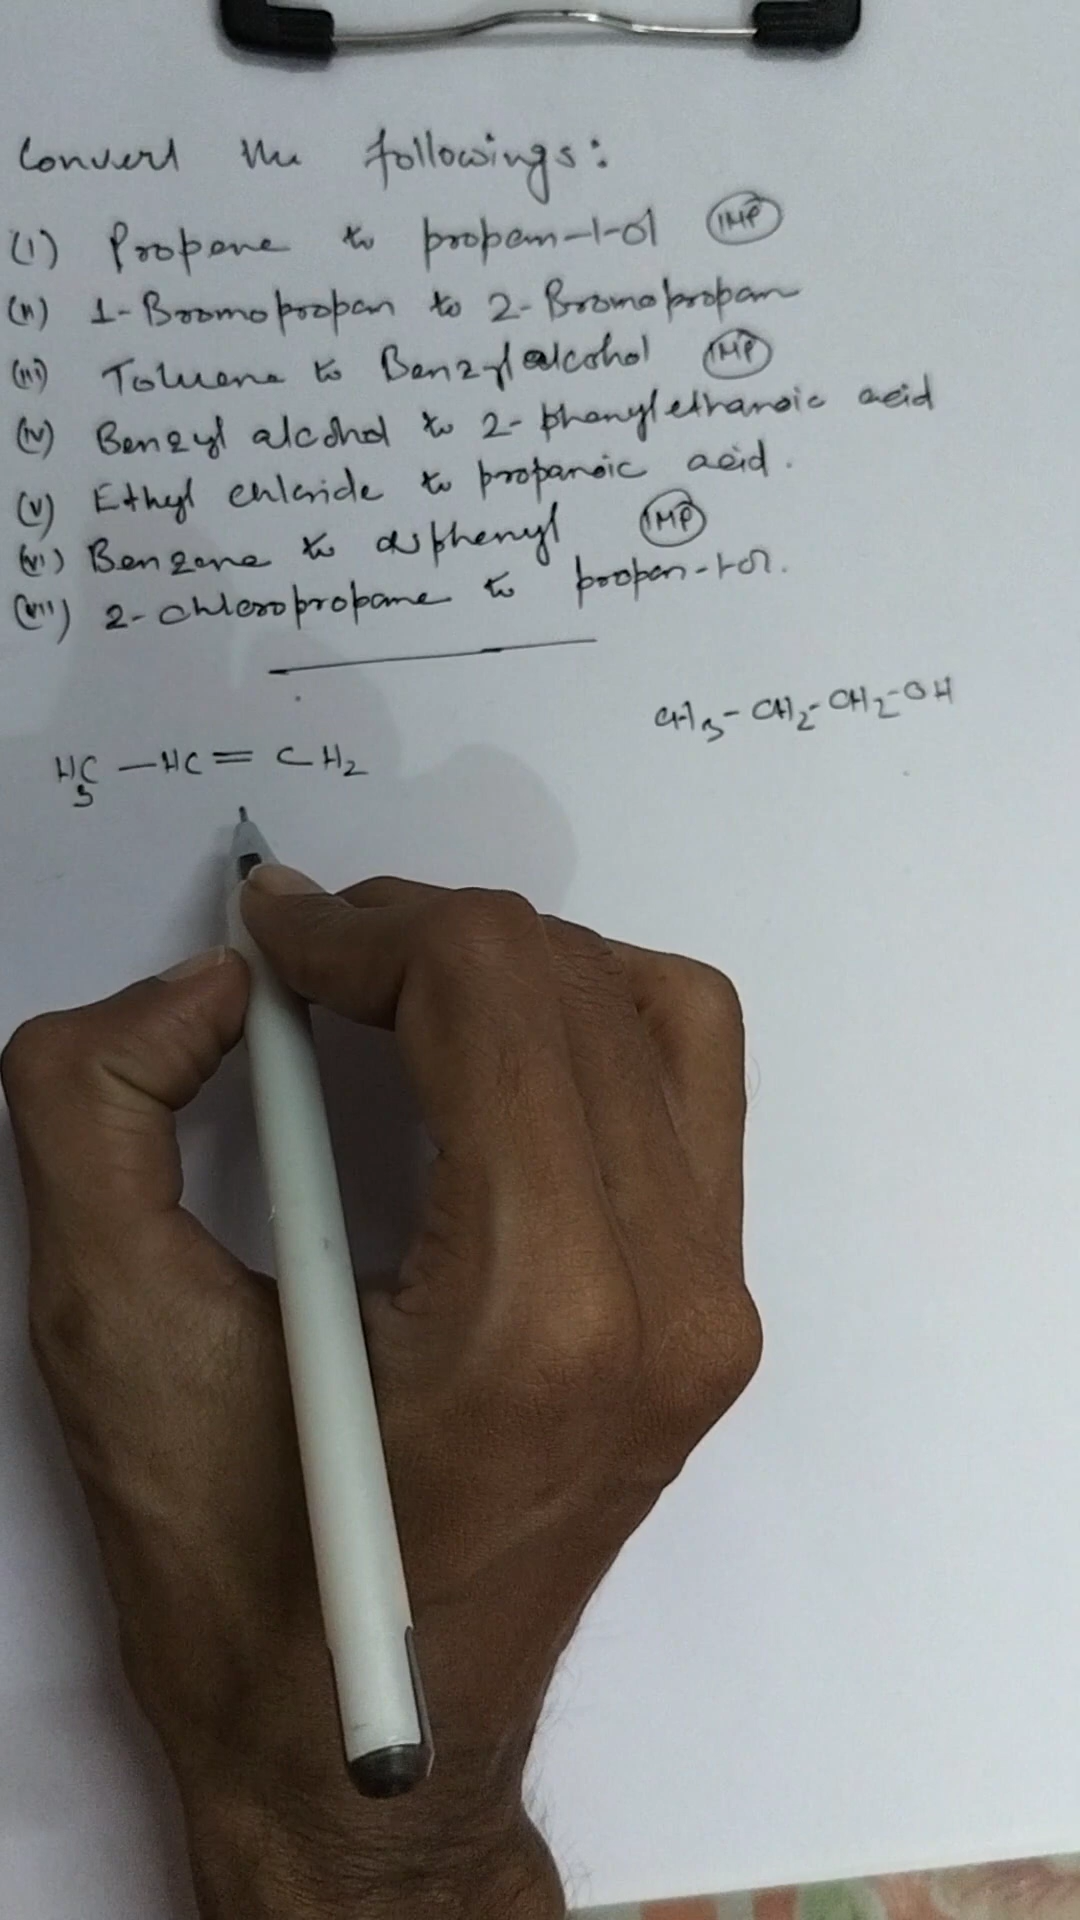 Convert the followings:
(i) Propene to propan-1-ol IMP
(ii) 1-Bromopropan to 2-Bromopropan
(iii) Toluene to Benzylalcohol IMP
(iv) Benzyl alcohol to 2-phenylethanoic acid
(v) Ethyl chloride to propanoic acid.
(vi) Benzene to diphenyl IMP
(vii) 2-chloropropane to propan-1-ol.
CH3-CH2-CH2-OH
H3C-HC=CH2